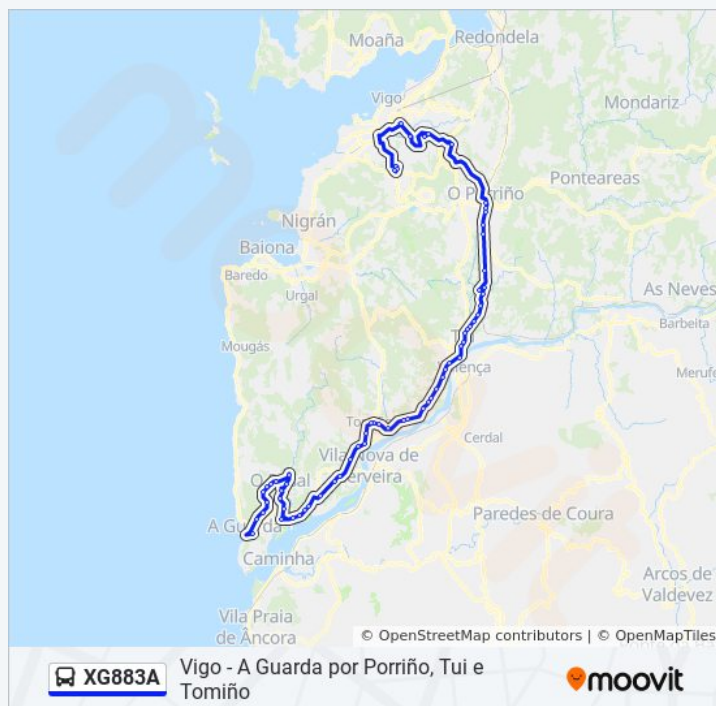 Moaña
Redondela
Vigo
Mondariz
O Porriño
Ponteareas
Nigrán
Baiona
Baredo
Urgal
As Neves
Barbeita
Mougás
Merufe
Cerdal
Vila Nova de
Cerveira
O Rosal
A Guarda
Paredes de Coura
Caminha
Arcos de
Valdevez
Vila Praia
de Âncora
© OpenStreetMap contributors | © OpenMapTiles
XG883A
Vigo - A Guarda por Porriño, Tui e
Tomiño
moovit